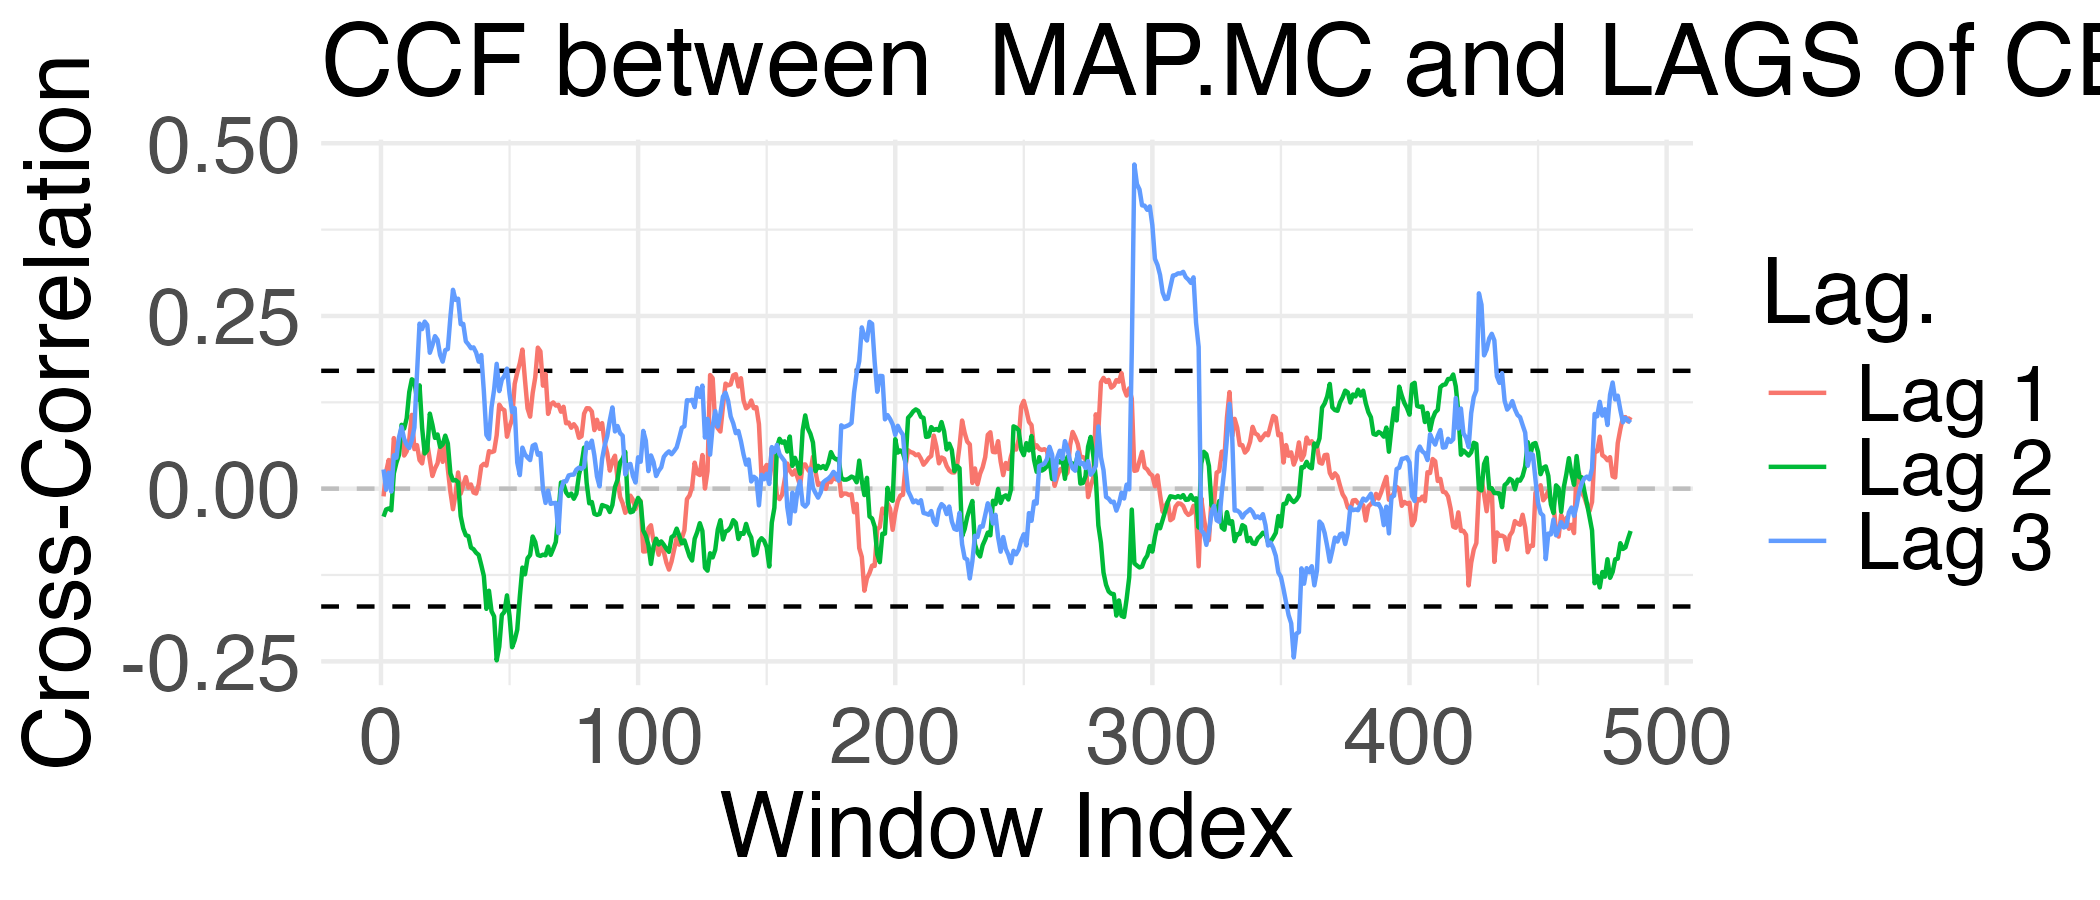 CCF between  MAP.MC and LAGS of
Cross-Correlation
0.50
0.25
0.00
-0.25
0
100
200
300
400
500
Window Index
Lag.
Lag 1
Lag 2
Lag 3